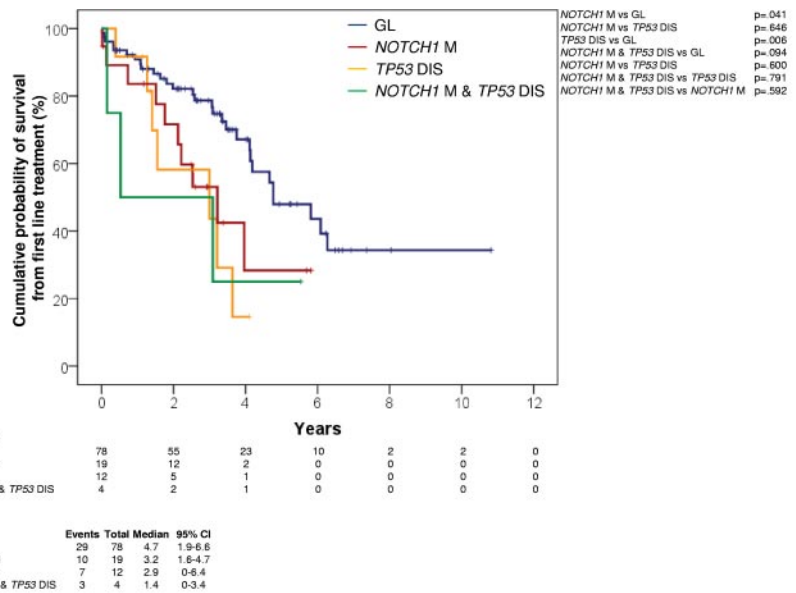 NOTCH1 M vs GL p=.041
NOTCH1 M vs TP53 DIS p=.646
TP53 DIS vs GL p=.006
NOTCH1 M & TP53 DIS vs GL p=.094
NOTCH1 M vs TP53 DIS p=.600
NOTCH1 M & TP53 DIS vs TP53 DIS p=.791
NOTCH1 M & TP53 DIS vs NOTCH1 M p=.592
GL
NOTCH1 M
TP53 DIS
NOTCH1 M & TP53 DIS
Cumulative probability of survival
from first line treatment (%)
100
80
60
40
20
0
0 2 4 6 8 10 12
Years
78 55 23 10 2 2 0
19 12 2 0 0 0 0
12 5 1 0 0 0 0
& TP53 DIS 4 2 1 0 0 0 0
Events Total Median 95% CI
29 78 4.7 1.9-6.6
10 19 3.2 1.6-4.7
7 12 2.9 0-6.4
& TP53 DIS 3 4 1.4 0-3.4